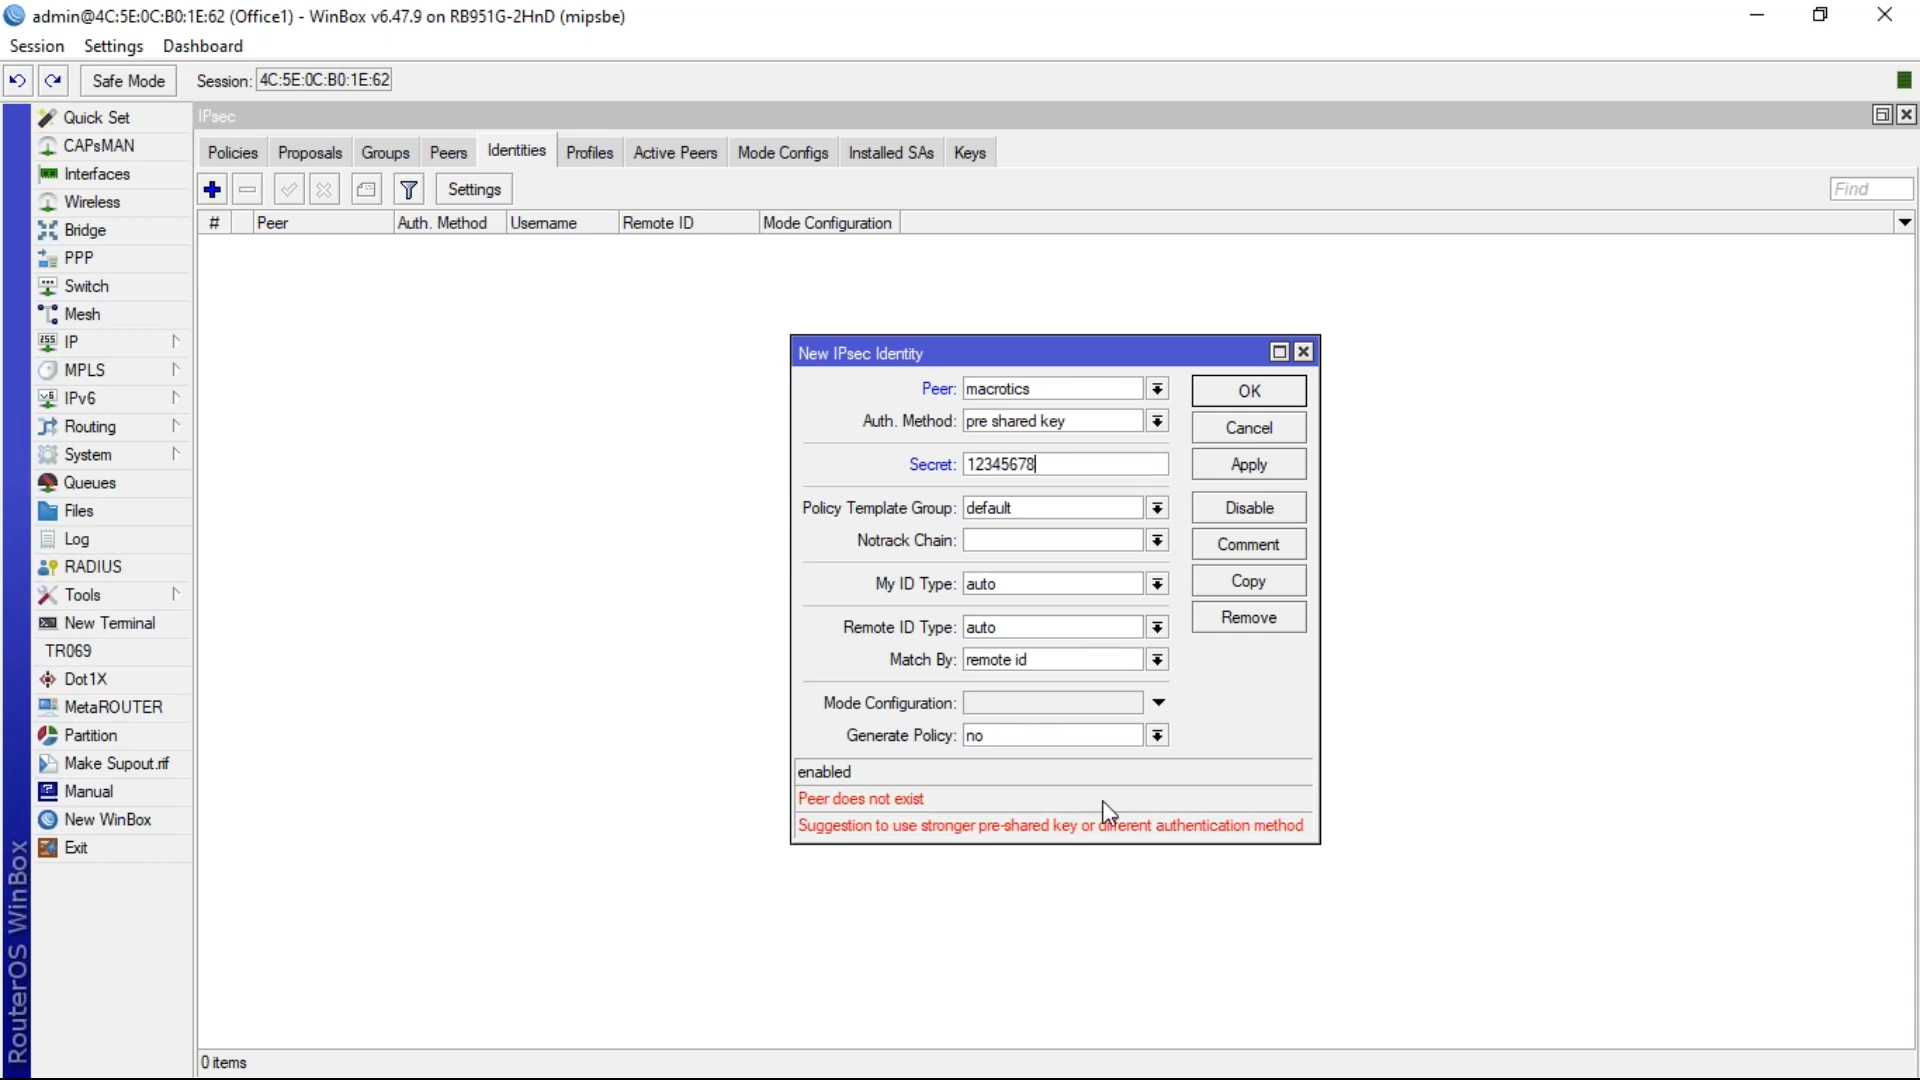 admin@4C:5E:0C:B0:1E:62 (Office1) - WinBox v6.47.9 on RB951G-2HnD (mipsbe)
Session Settings Dashboard
Safe Mode Session: 4C:5E:0C:B0:1E:62
Quick Set
CAPsMAN
Interfaces
Wireless
Bridge
PPP
Switch
Mesh
IP
MPLS
IPv6
Routing
System
Queues
Files
Log
RADIUS
Tools
New Terminal
TR069
Dot1X
MetaROUTER
Partition
Make Supout.rif
Manual
New WinBox
Exit
RouterOS WinBox
IPsec
Policies Proposals Groups Peers Identities Profiles Active Peers Mode Configs Installed SAs Keys
Settings Find
# Peer Auth. Method Username Remote ID Mode Configuration
New IPsec Identity
Peer: macrotics
Auth. Method: pre shared key
Secret: 12345678
Policy Template Group: default
Notrack Chain:
My ID Type: auto
Remote ID Type: auto
Match By: remote id
Mode Configuration:
Generate Policy: no
OK
Cancel
Apply
Disable
Comment
Copy
Remove
enabled
Peer does not exist
Suggestion to use stronger pre-shared key or different authentication method
0 items